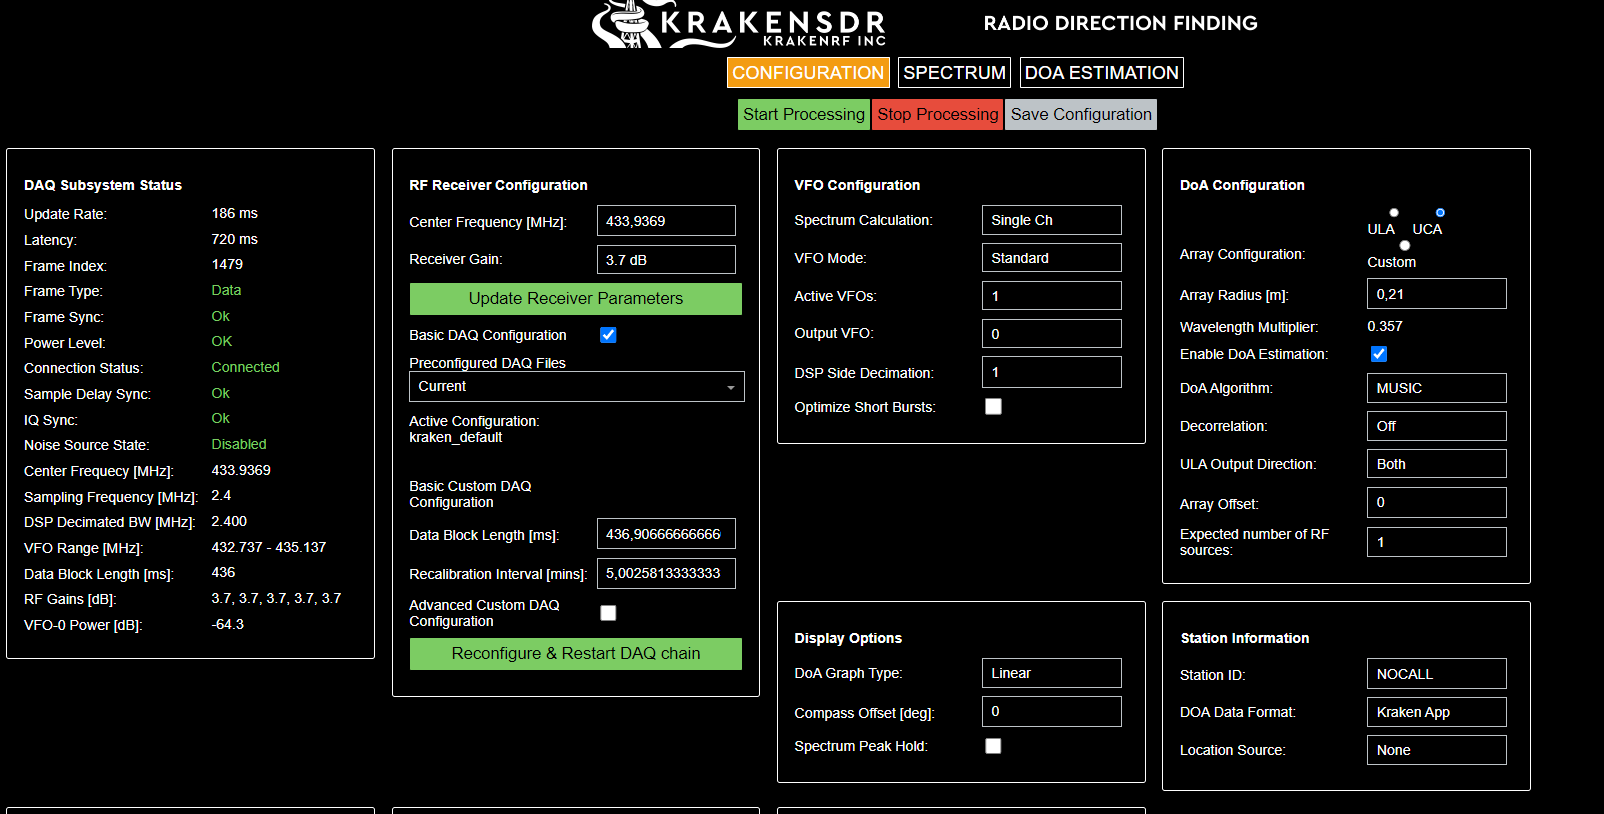 KRAKENSDR
KRAKENRF INC
RADIO DIRECTION FINDING
CONFIGURATION
SPECTRUM
DOA ESTIMATION
Start Processing
Stop Processing
Save Configuration
DAQ Subsystem Status
Update Rate: 186 ms
Latency: 720 ms
Frame Index: 1479
Frame Type: Data
Frame Sync: Ok
Power Level: OK
Connection Status: Connected
Sample Delay Sync: Ok
IQ Sync: Ok
Noise Source State: Disabled
Center Frequecy [MHz]: 433.9369
Sampling Frequency [MHz]: 2.4
DSP Decimated BW [MHz]: 2.400
VFO Range [MHz]: 432.737 - 435.137
Data Block Length [ms]: 436
RF Gains [dB]: 3.7, 3.7, 3.7, 3.7, 3.7
VFO-0 Power [dB]: -64.3
RF Receiver Configuration
Center Frequency [MHz]: 433,9369
Receiver Gain: 3.7 dB
Update Receiver Parameters
Basic DAQ Configuration
Preconfigured DAQ Files
Current
Active Configuration:
kraken_default
Basic Custom DAQ
Configuration
Data Block Length [ms]: 436,90666666666
Recalibration Interval [mins]: 5,0025813333333
Advanced Custom DAQ
Configuration
Reconfigure & Restart DAQ chain
VFO Configuration
Spectrum Calculation: Single Ch
VFO Mode: Standard
Active VFOs: 1
Output VFO: 0
DSP Side Decimation: 1
Optimize Short Bursts:
Display Options
DoA Graph Type: Linear
Compass Offset [deg]: 0
Spectrum Peak Hold:
DoA Configuration
ULA UCA
Array Configuration:
Custom
Array Radius [m]: 0,21
Wavelength Multiplier: 0.357
Enable DoA Estimation:
DoA Algorithm: MUSIC
Decorrelation: Off
ULA Output Direction: Both
Array Offset: 0
Expected number of RF
sources: 1
Station Information
Station ID: NOCALL
DOA Data Format: Kraken App
Location Source: None